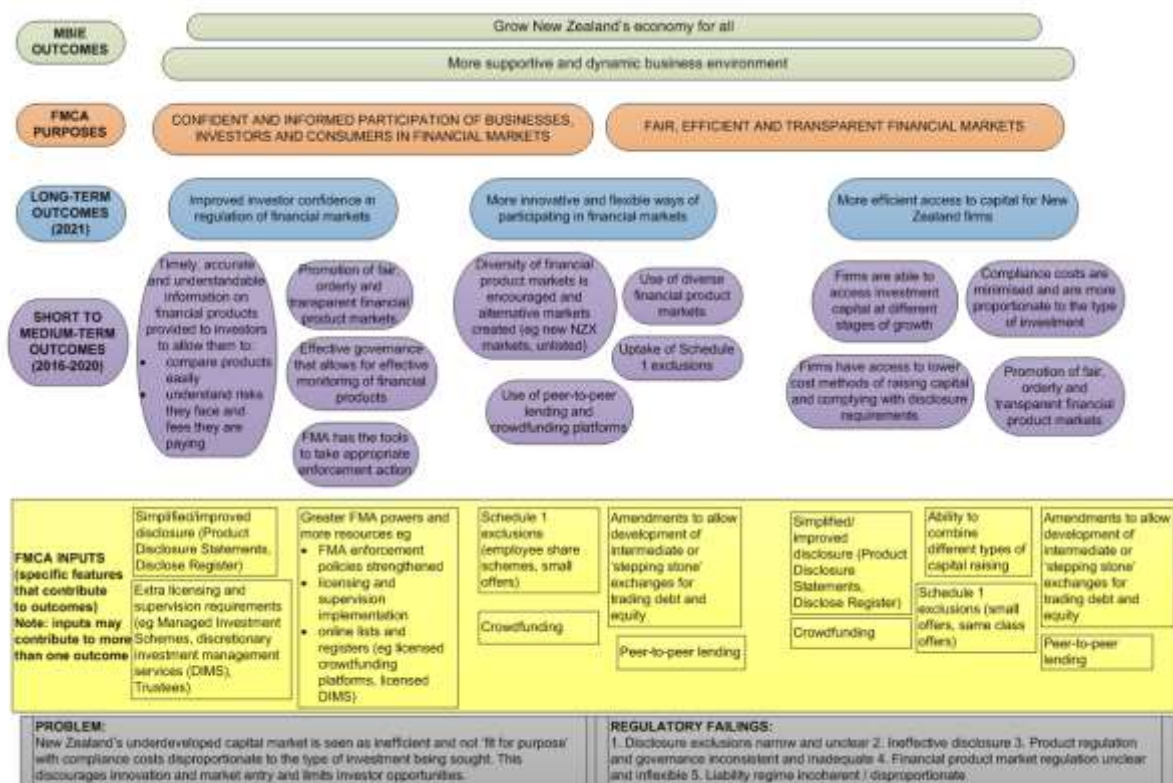 MBIE
OUTCOMES
Grow New Zealand's economy for all
More supportive and dynamic business environment
FMCA
PURPOSES
CONFIDENT AND INFORMED PARTICIPATION OF BUSINESSES,
INVESTORS AND CONSUMERS IN FINANCIAL MARKETS
FAIR, EFFICIENT AND TRANSPARENT FINANCIAL MARKETS
LONG-TERM
OUTCOMES
(2021)
Improved investor confidence in
regulation of financial markets
More innovative and flexible ways of
participating in financial markets
More efficient access to capital for New
Zealand firms
SHORT TO
MEDIUM-TERM
OUTCOMES
(2016-2020)
Timely, accurate
and understandable
information on
financial products
provided to investors
to allow them to:
• compare products
easily
• understand risks
they face and
fees they are
paying
Promotion of fair,
orderly and
transparent financial
product markets
Effective governance
that allows for effective
monitoring of financial
products
FMA has the tools
to take appropriate
enforcement action
Diversity of financial
product markets is
encouraged and
alternative markets
created (eg new NZX
markets, unlisted)
Use of diverse
financial product
markets
Uptake of Schedule
1 exclusions
Use of peer-to-peer
lending and
crowdfunding platforms
Firms are able to
access investment
capital at different
stages of growth
Compliance costs are
minimised and are more
proportionate to the type
of investment
Firms have access to lower
cost methods of raising capital
and complying with disclosure
requirements
Promotion of fair,
orderly and
transparent financial
product markets
FMCA INPUTS
(specific features
that contribute
to outcomes)
Note: inputs may
contribute to more
than one outcome
Simplified/improved
disclosure (Product
Disclosure Statements,
Disclose Register)
Extra licensing and
supervision requirements
(eg Managed Investment
Schemes, discretionary
investment management
services (DIMS),
Trustees)
Greater FMA powers and
more resources eg
• FMA enforcement
policies strengthened
• licensing and
supervision
implementation
• online lists and
registers (eg licensed
crowdfunding
platforms, licensed
DIMS)
Schedule 1
exclusions
(employee share
schemes, small
offers)
Crowdfunding
Amendments to allow
development of
intermediate or
'stepping stone'
exchanges for
trading debt and
equity
Peer-to-peer lending
Simplified/
improved
disclosure (Product
Disclosure
Statements,
Disclose Register)
Crowdfunding
Ability to
combine
different types of
capital raising
Schedule 1
exclusions (small
offers, same class
offers)
Amendments to allow
development of
intermediate or
'stepping stone'
exchanges for
trading debt and
equity
Peer-to-peer
lending
PROBLEM:
New Zealand's underdeveloped capital market is seen as inefficient and not 'fit for purpose'
with compliance costs disproportionate to the type of investment being sought. This
discourages innovation and market entry and limits investor opportunities.
REGULATORY FAILINGS:
1. Disclosure exclusions narrow and unclear 2. Ineffective disclosure 3. Product regulation
and governance inconsistent and inadequate 4. Financial product market regulation unclear
and inflexible 5. Liability regime incoherent / disproportionate